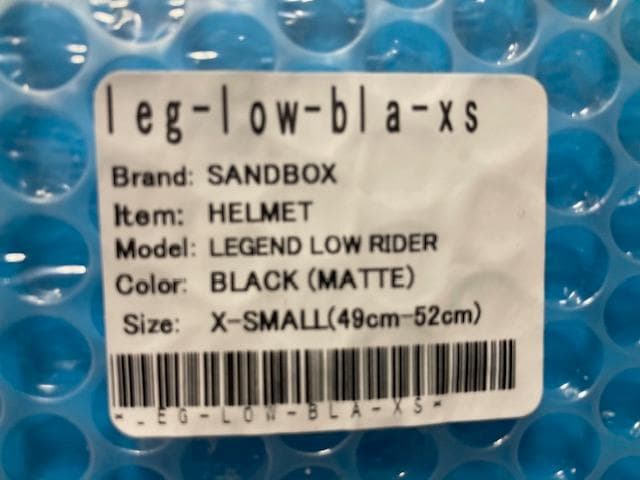 leg-low-bla-xs
Brand: SANDBOX
Item: HELMET
Model: LEGEND LOW RIDER
Color: BLACK (MATTE)
Size: X-SMALL(49cm-52cm)
*-EG-LOW-BLA-XS*